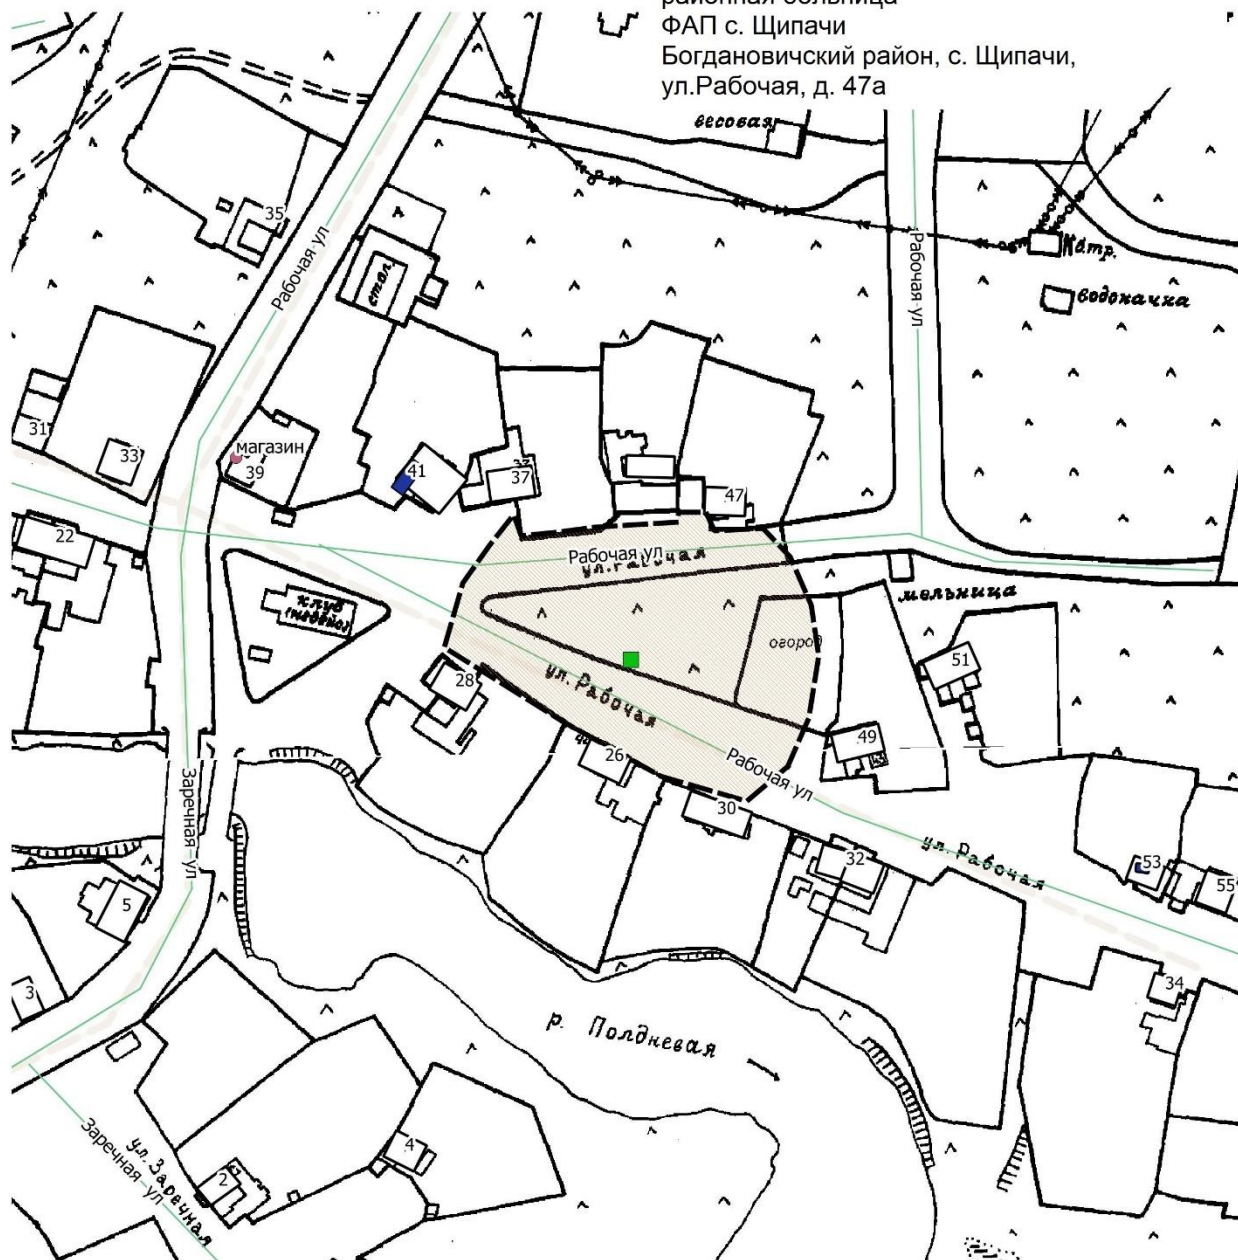 районная больница
ФАП с. Щипачи
Богдановичский район, с. Щипачи,
ул.Рабочая, д. 47а
весовая
35
Рабочая ул
стол.
Рабочая ул
К.тр.
водокачка
31
33
магазин
39
41
37
47
22
Рабочая ул
ул. Рабочая
клуб
мельница
огород
51
28
ул. Рабочая
49
26
Рабочая ул
30
Заречная ул
ул. Рабочая
32
53
55
5
3
34
р. Полдневая
Заречная ул
ул. Заречная
4
2